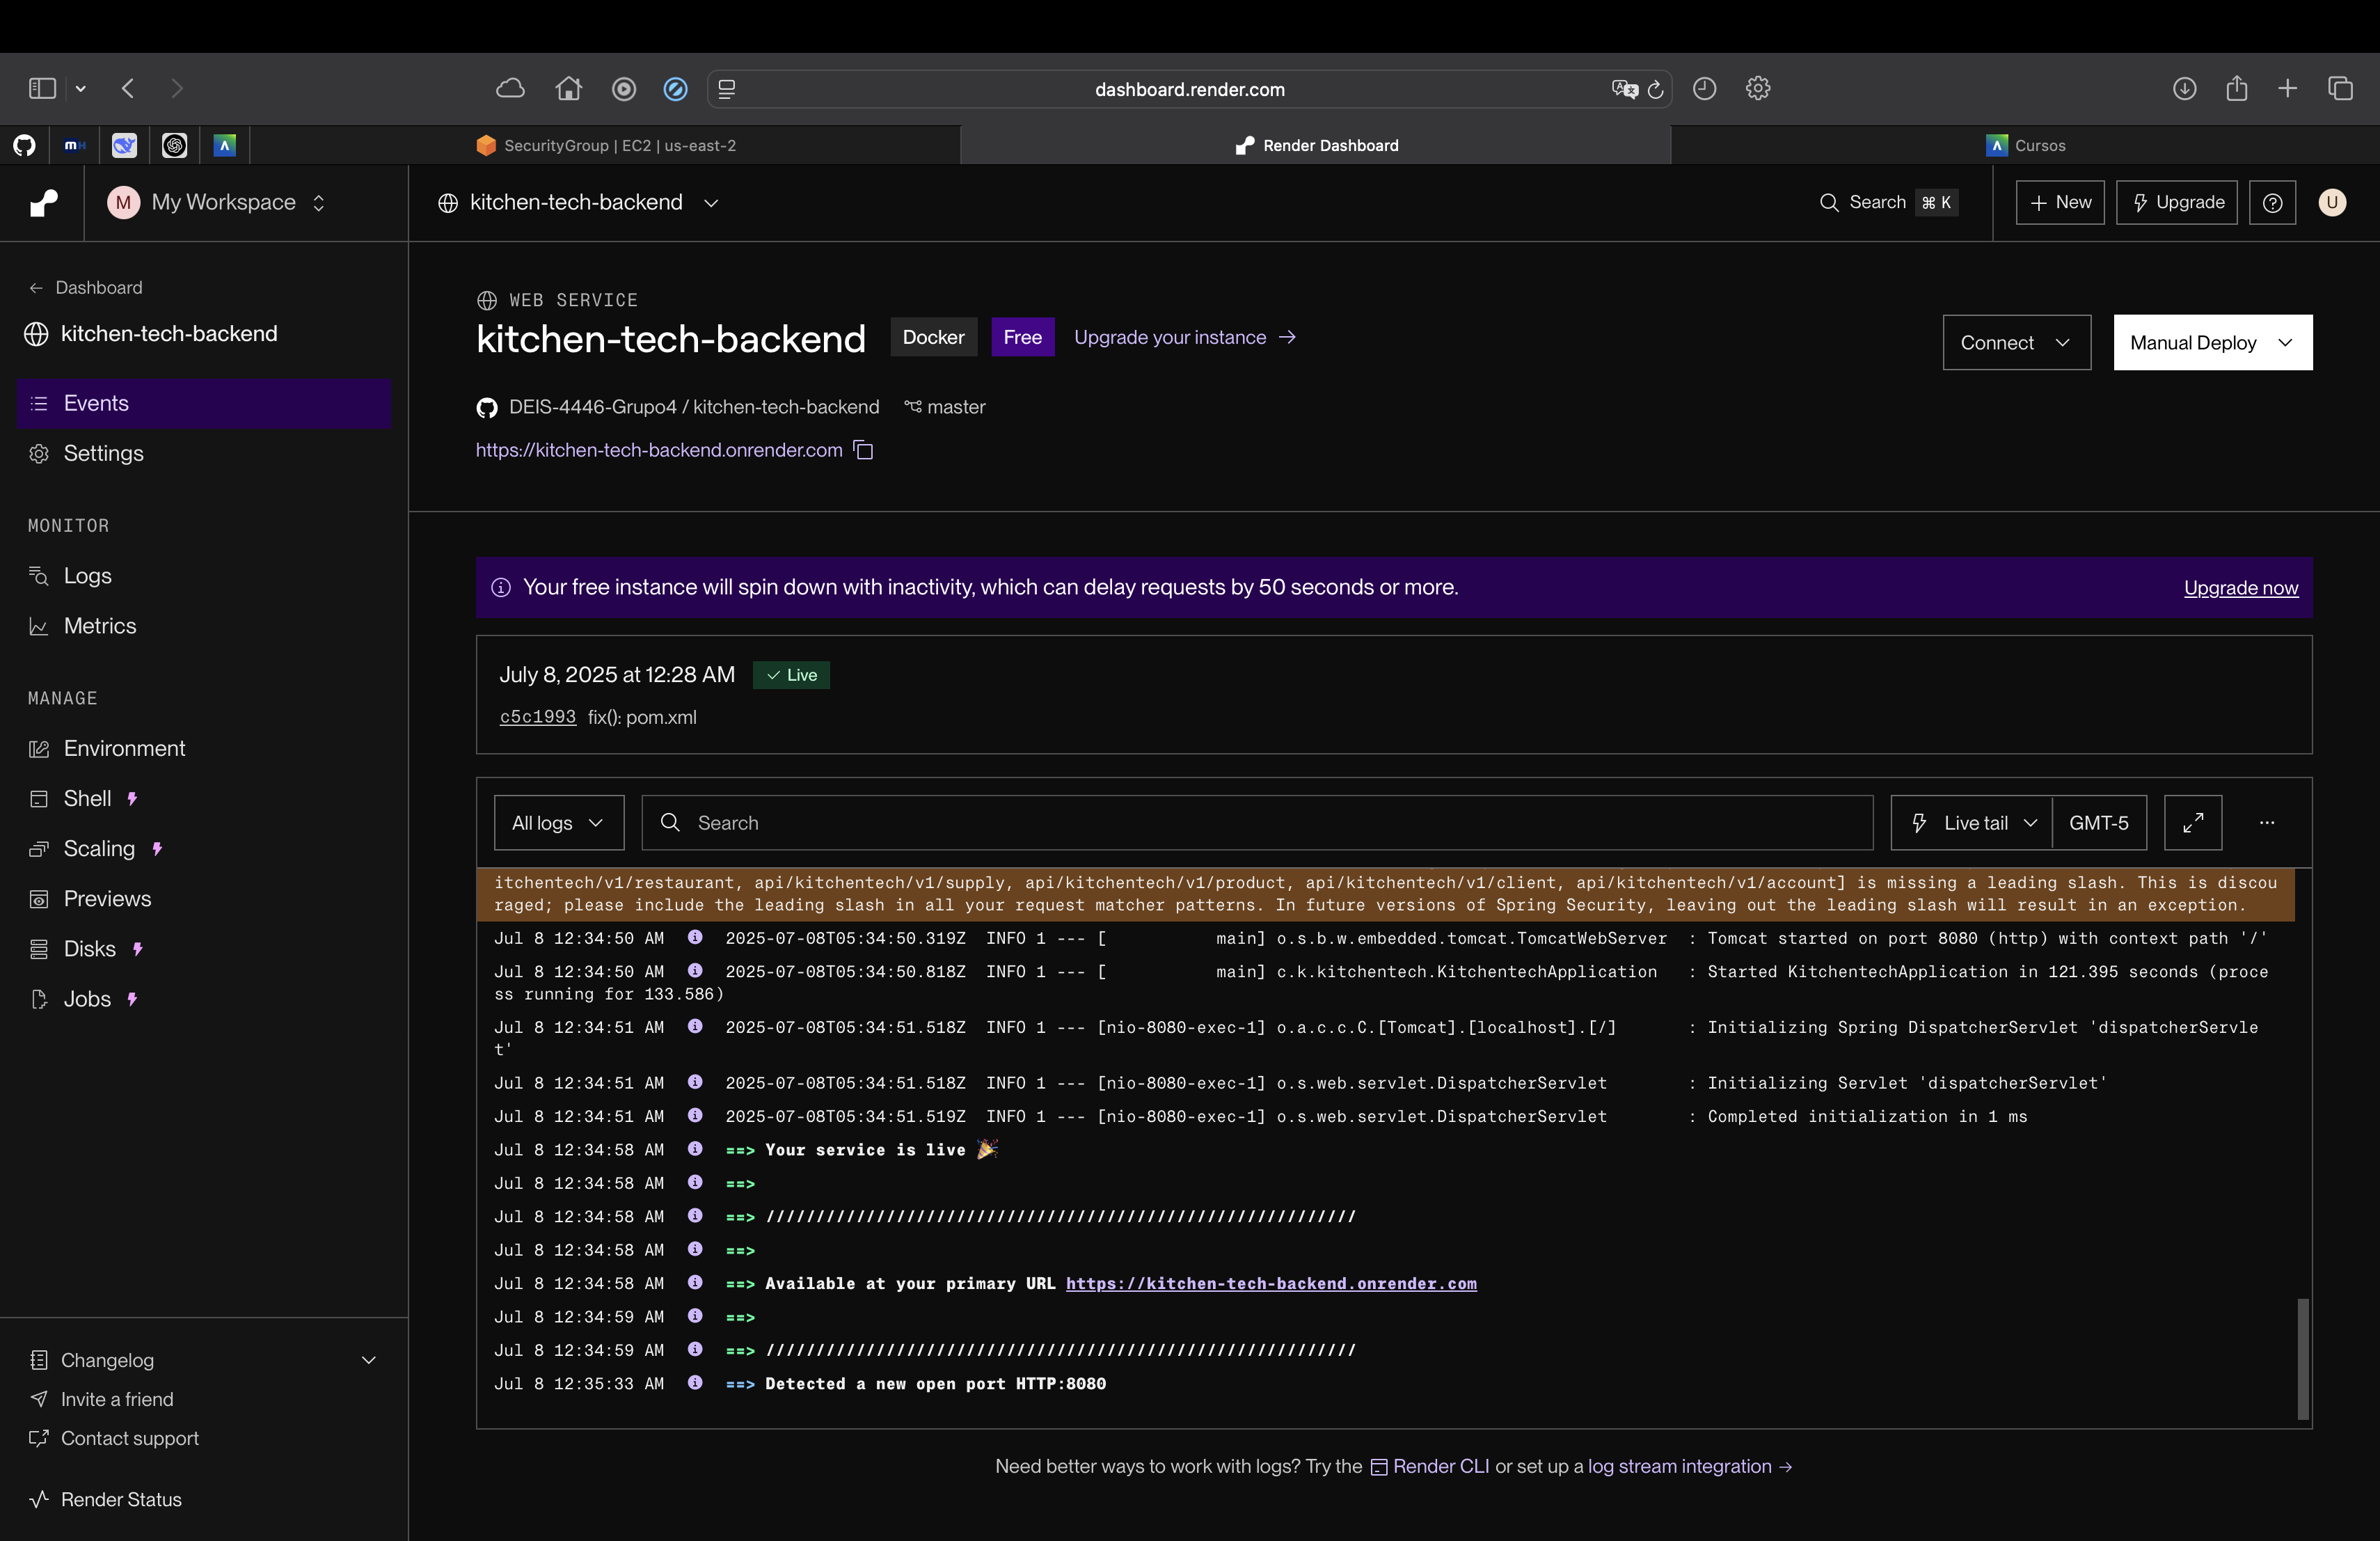 dashboard.render.com
SecurityGroup | EC2 | us-east-2
Render Dashboard
Cursos
M My Workspace
kitchen-tech-backend
Search ⌘ K
+ New
Upgrade
U
← Dashboard
kitchen-tech-backend
Events
Settings
MONITOR
Logs
Metrics
MANAGE
Environment
Shell
Scaling
Previews
Disks
Jobs
Changelog
Invite a friend
Contact support
Render Status
WEB SERVICE
kitchen-tech-backend Docker Free Upgrade your instance →
Connect
Manual Deploy
DEIS-4446-Grupo4 / kitchen-tech-backend master
https://kitchen-tech-backend.onrender.com
Your free instance will spin down with inactivity, which can delay requests by 50 seconds or more. Upgrade now
July 8, 2025 at 12:28 AM ✓ Live
c5c1993 fix(): pom.xml
All logs
Search
Live tail
GMT-5
itchentech/v1/restaurant, api/kitchentech/v1/supply, api/kitchentech/v1/product, api/kitchentech/v1/client, api/kitchentech/v1/account] is missing a leading slash. This is discou
raged; please include the leading slash in all your request matcher patterns. In future versions of Spring Security, leaving out the leading slash will result in an exception.
Jul 8 12:34:50 AM 2025-07-08T05:34:50.319Z INFO 1 --- [ main] o.s.b.w.embedded.tomcat.TomcatWebServer : Tomcat started on port 8080 (http) with context path '/'
Jul 8 12:34:50 AM 2025-07-08T05:34:50.818Z INFO 1 --- [ main] c.k.kitchentech.KitchentechApplication : Started KitchentechApplication in 121.395 seconds (proce
ss running for 133.586)
Jul 8 12:34:51 AM 2025-07-08T05:34:51.518Z INFO 1 --- [nio-8080-exec-1] o.a.c.c.C.[Tomcat].[localhost].[/] : Initializing Spring DispatcherServlet 'dispatcherServle
t'
Jul 8 12:34:51 AM 2025-07-08T05:34:51.518Z INFO 1 --- [nio-8080-exec-1] o.s.web.servlet.DispatcherServlet : Initializing Servlet 'dispatcherServlet'
Jul 8 12:34:51 AM 2025-07-08T05:34:51.519Z INFO 1 --- [nio-8080-exec-1] o.s.web.servlet.DispatcherServlet : Completed initialization in 1 ms
Jul 8 12:34:58 AM ==> Your service is live 🎉
Jul 8 12:34:58 AM ==>
Jul 8 12:34:58 AM ==> ///////////////////////////////////////////////////////////
Jul 8 12:34:58 AM ==>
Jul 8 12:34:58 AM ==> Available at your primary URL https://kitchen-tech-backend.onrender.com
Jul 8 12:34:59 AM ==>
Jul 8 12:34:59 AM ==> ///////////////////////////////////////////////////////////
Jul 8 12:35:33 AM ==> Detected a new open port HTTP:8080
Need better ways to work with logs? Try the Render CLI or set up a log stream integration →